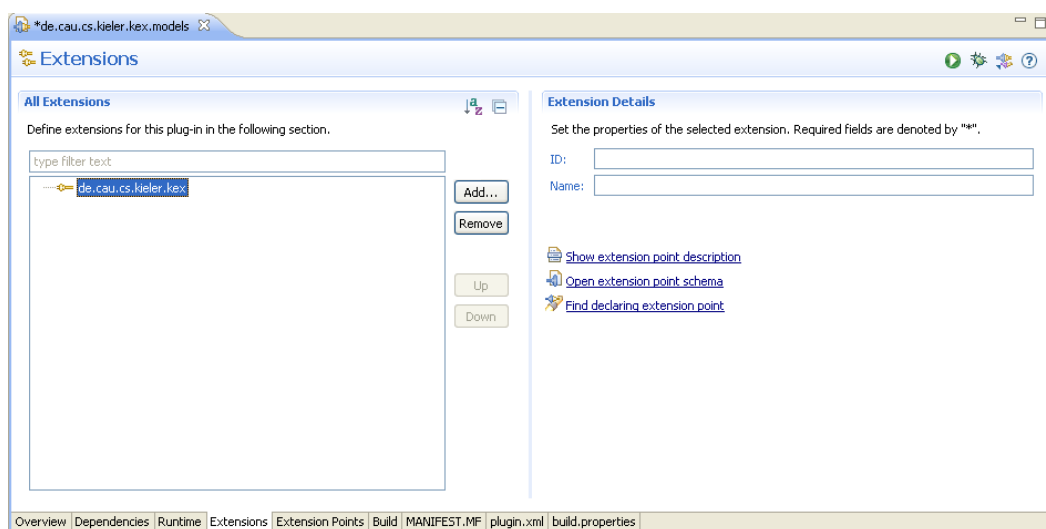 *de.cau.cs.kieler.kex.models
Extensions
All Extensions
Define extensions for this plug-in in the following section.
type filter text
de.cau.cs.kieler.kex
Add...
Remove
Up
Down
Extension Details
Set the properties of the selected extension. Required fields are denoted by "*".
ID:
Name:
Show extension point description
Open extension point schema
Find declaring extension point
Overview Dependencies Runtime Extensions Extension Points Build MANIFEST.MF plugin.xml build.properties